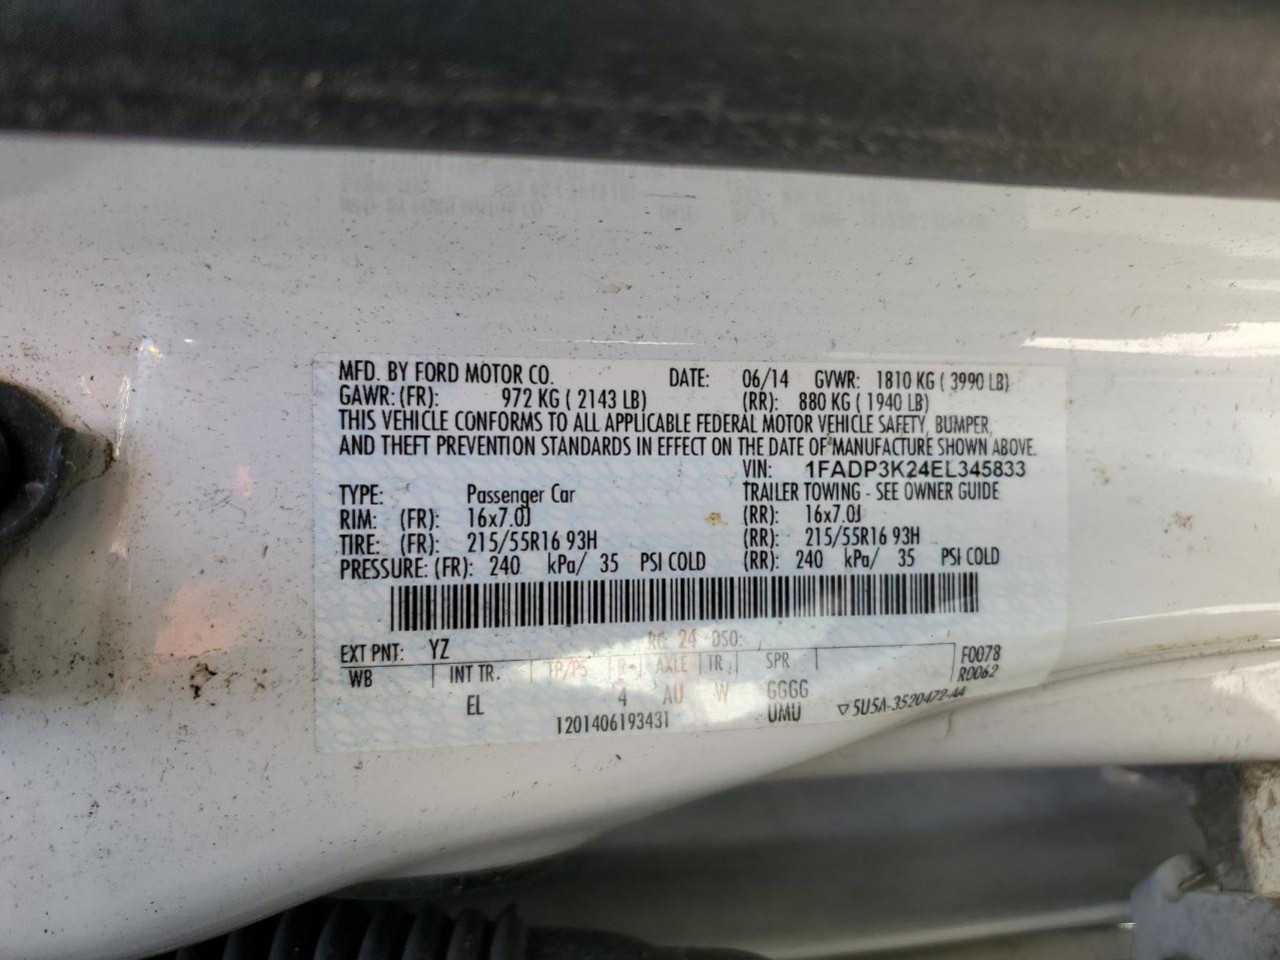 MFD. BY FORD MOTOR CO. DATE: 06/14 GVWR: 1810 KG ( 3990 LB)
GAWR: (FR): 972 KG ( 2143 LB) (RR): 880 KG ( 1940 LB)
THIS VEHICLE CONFORMS TO ALL APPLICABLE FEDERAL MOTOR VEHICLE SAFETY, BUMPER,
AND THEFT PREVENTION STANDARDS IN EFFECT ON THE DATE OF MANUFACTURE SHOWN ABOVE.
VIN: 1FADP3K24EL345833
TYPE: Passenger Car TRAILER TOWING - SEE OWNER GUIDE
RIM: (FR): 16x7.0J (RR): 16x7.0J
TIRE: (FR): 215/55R16 93H (RR): 215/55R16 93H
PRESSURE: (FR): 240 kPa/ 35 PSI COLD (RR): 240 kPa/ 35 PSI COLD
EXT PNT: YZ RC: 24 DSO:
WB INT TR. TP/PS R AXLE TR SPR F0078
R0062
EL 4 AU W GGGG
1201406193431 UMU ▽ 5U5A-3520472-AA